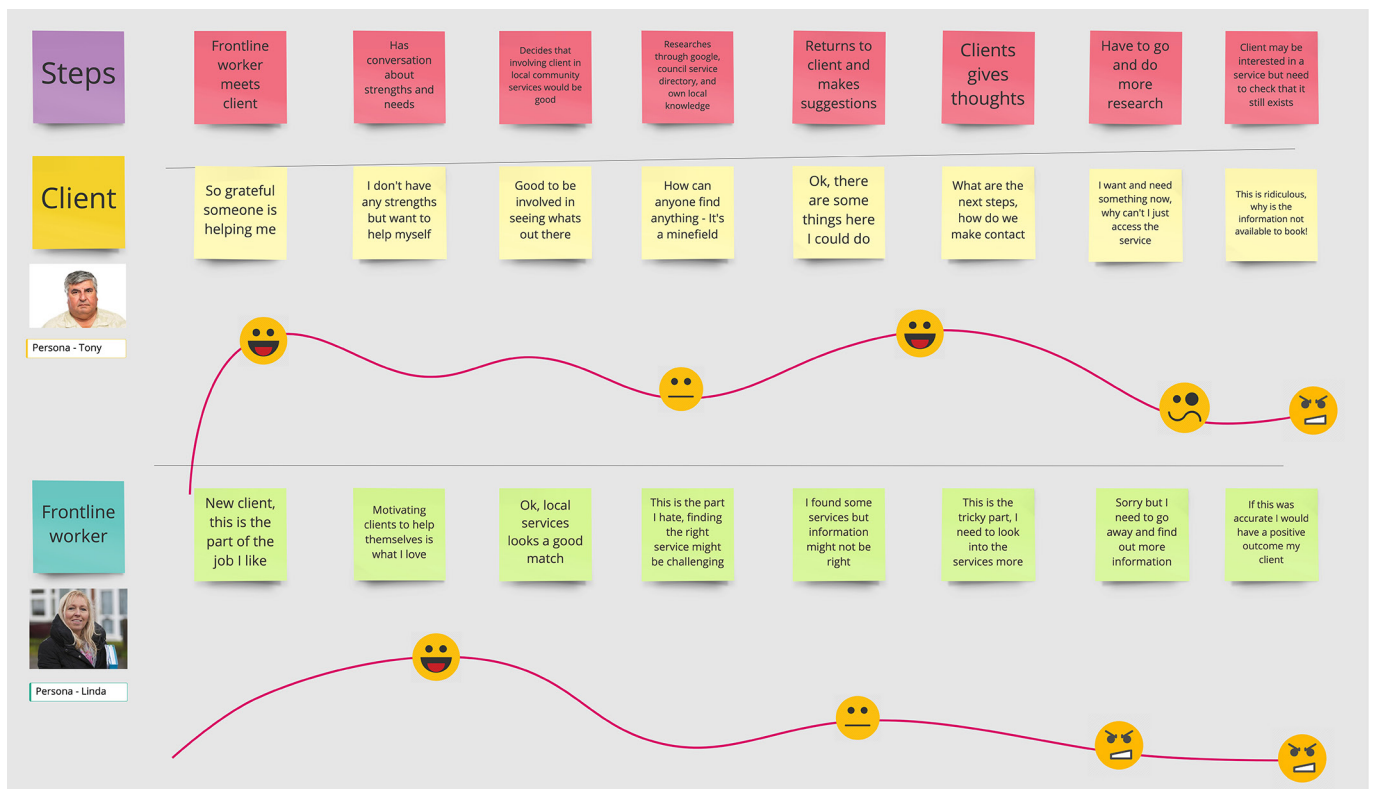 Steps
Frontline
worker
meets
client
Has
conversation
about
strengths and
needs
Decides that
involving client in
local community
services would be
good
Researches
through google,
council service
directory, and
own local
knowledge
Returns to
client and
makes
suggestions
Clients
gives
thoughts
Have to go
and do
more
research
Client may be
interested in a
service but need
to check that it
still exists
Client
So grateful
someone is
helping me
I don't have
any strengths
but want to
help myself
Good to be
involved in
seeing whats
out there
How can
anyone find
anything - It's
a minefield
Ok, there
are some
things here
I could do
What are the
next steps,
how do we
make contact
I want and need
something now,
why can't I just
access the
service
This is ridiculous,
why is the
information not
available to book!
Persona - Tony
Frontline
worker
New client,
this is the
part of the
job I like
Motivating
clients to help
themselves is
what I love
Ok, local
services
looks a good
match
This is the part
I hate, finding
the right
service might
be challenging
I found some
services but
information
might not be
right
This is the
tricky part, I
need to look
into the
services more
Sorry but I
need to go
away and find
out more
information
If this was
accurate I would
have a positive
outcome my
client
Persona - Linda